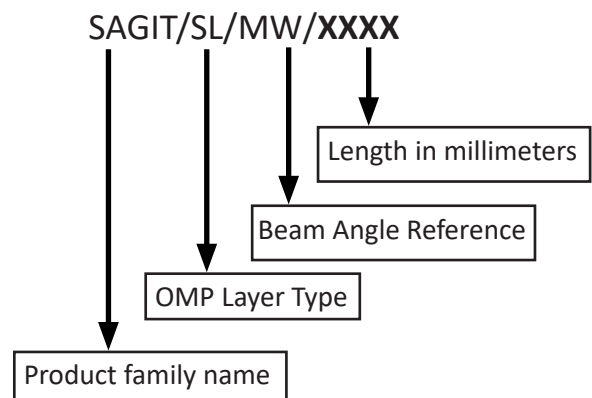 SAGIT/SL/MW/XXXX
Length in millimeters
Beam Angle Reference
OMP Layer Type
Product family name